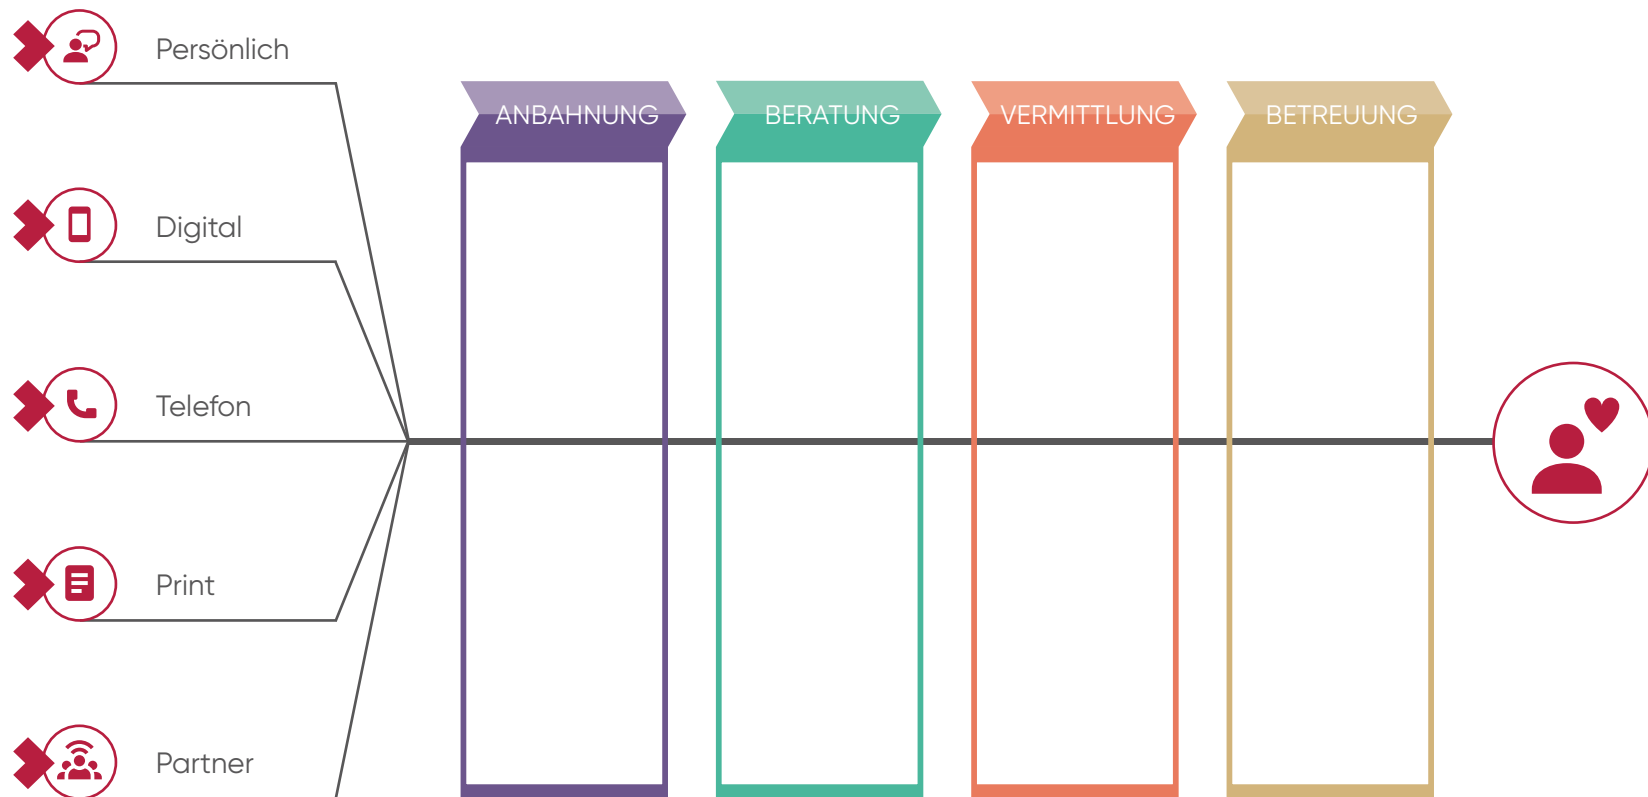 Persönlich
ANBAHNUNG
BERATUNG
VERMITTLUNG
BETREUUNG
Digital
Telefon
Print
Partner